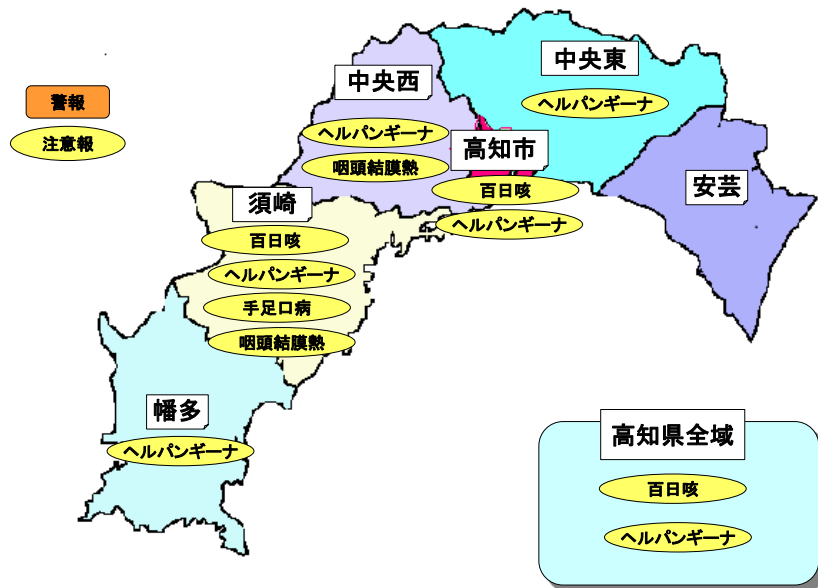 警報
注意報
中央西
ヘルパンギーナ
咽頭結膜熱
中央東
ヘルパンギーナ
高知市
百日咳
ヘルパンギーナ
安芸
須崎
百日咳
ヘルパンギーナ
手足口病
咽頭結膜熱
幡多
ヘルパンギーナ
高知県全域
百日咳
ヘルパンギーナ